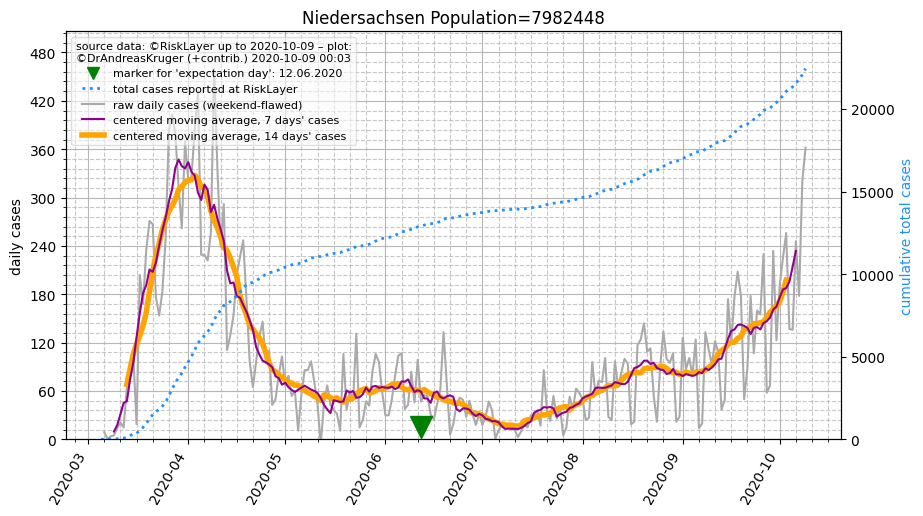 Niedersachsen Population=7982448
source data: ©RiskLayer up to 2020-10-09 – plot:
©DrAndreasKruger (+contrib.) 2020-10-09 00:03
marker for 'expectation day': 12.06.2020
total cases reported at RiskLayer
raw daily cases (weekend-flawed)
centered moving average, 7 days' cases
centered moving average, 14 days' cases
daily cases
480
420
360
300
240
180
120
60
0
cumulative total cases
20000
15000
10000
5000
0
2020-03
2020-04
2020-05
2020-06
2020-07
2020-08
2020-09
2020-10